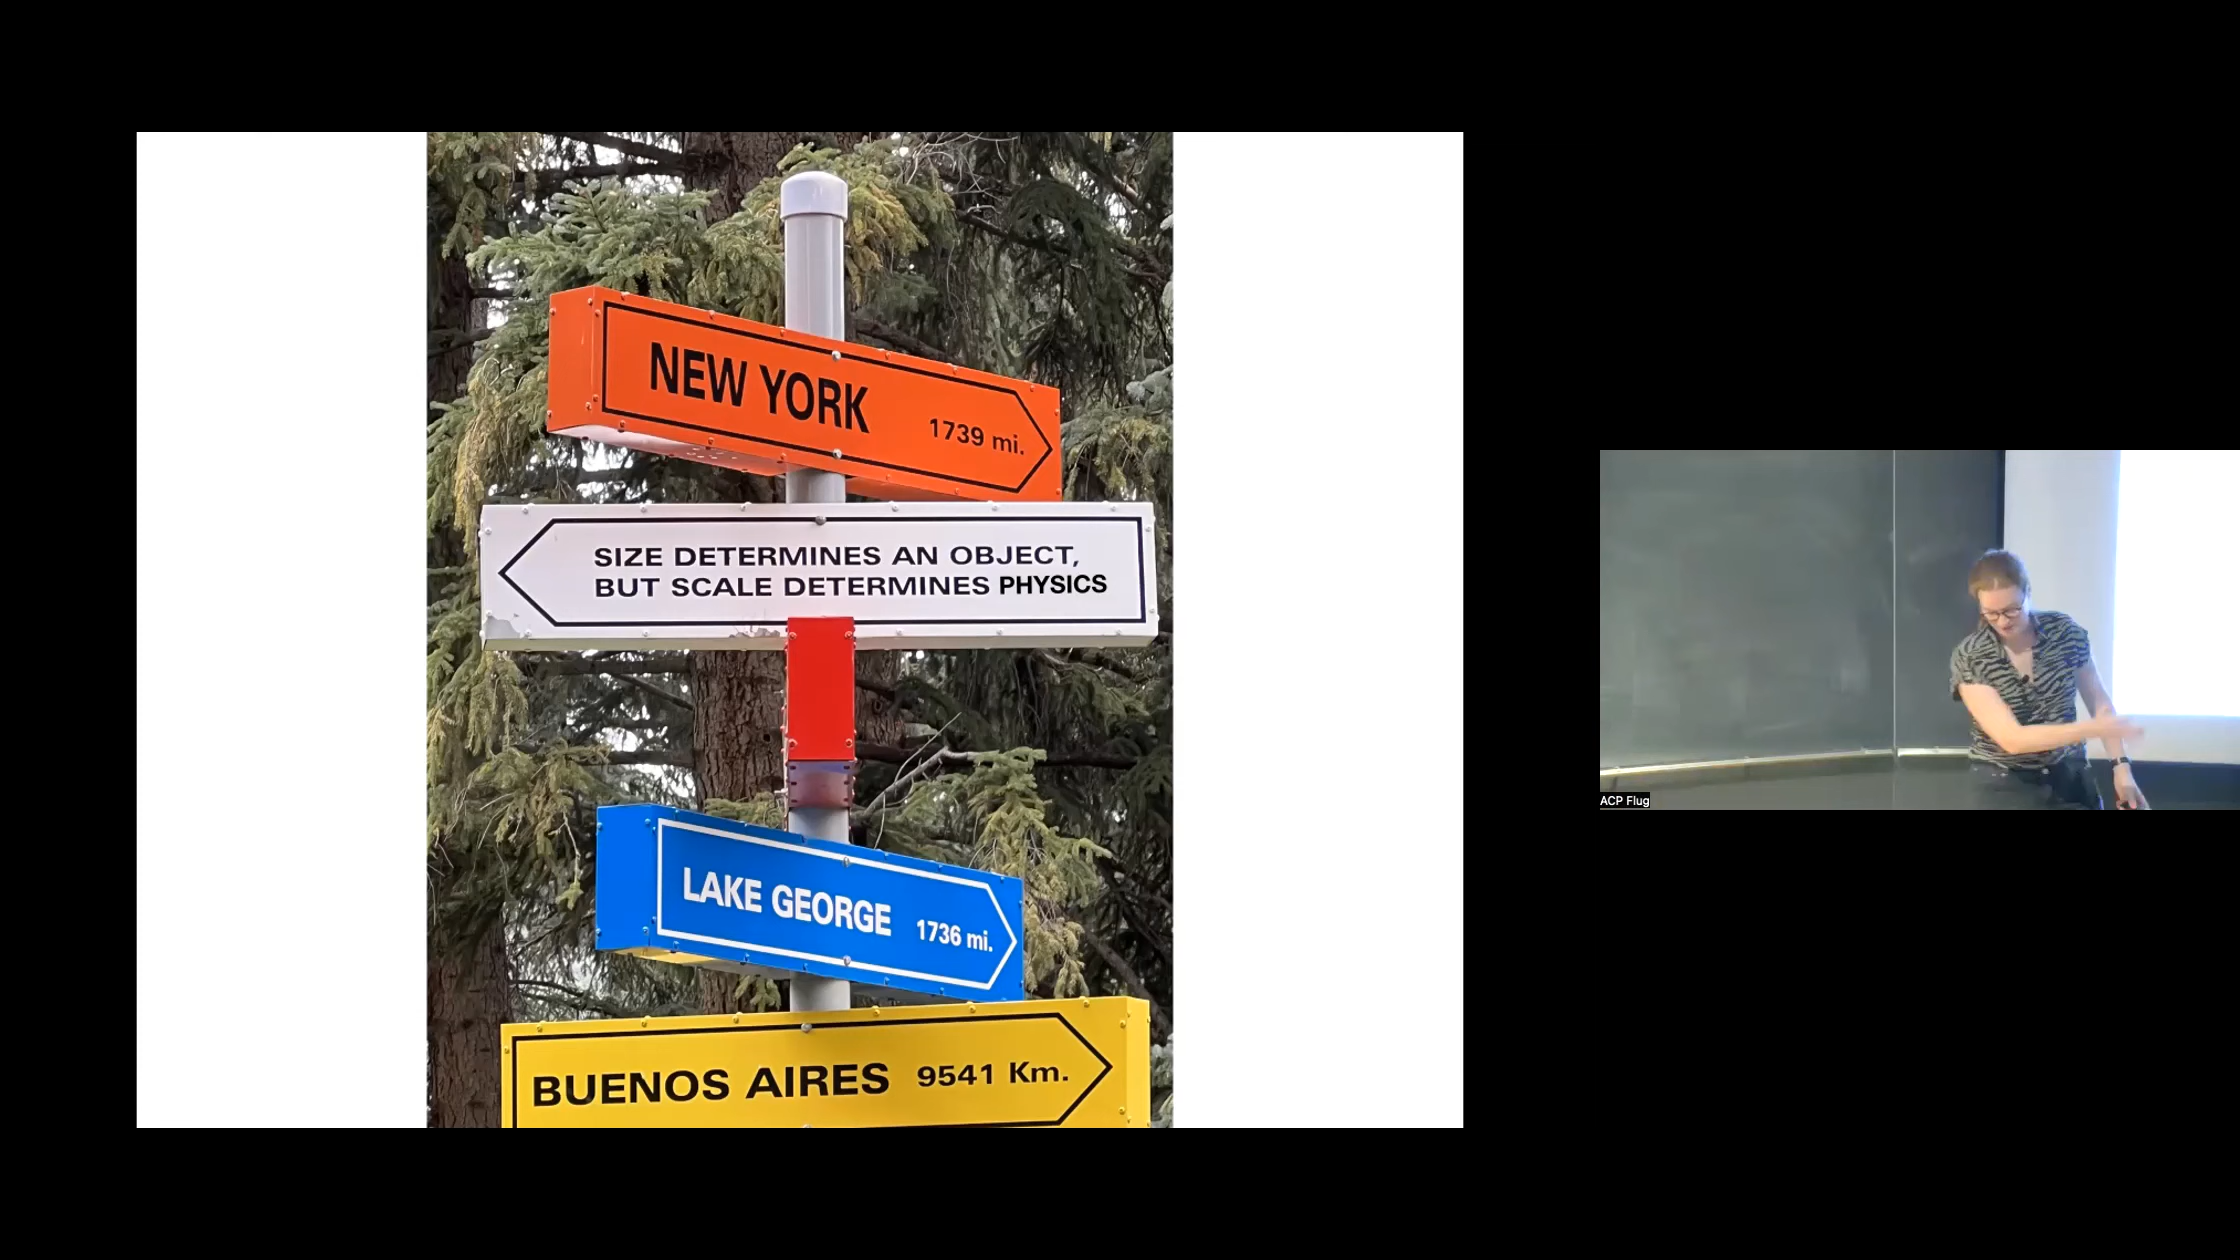 NEW YORK 1739 mi.
SIZE DETERMINES AN OBJECT,
BUT SCALE DETERMINES PHYSICS
LAKE GEORGE 1736 mi.
BUENOS AIRES 9541 Km.
ACP Flug